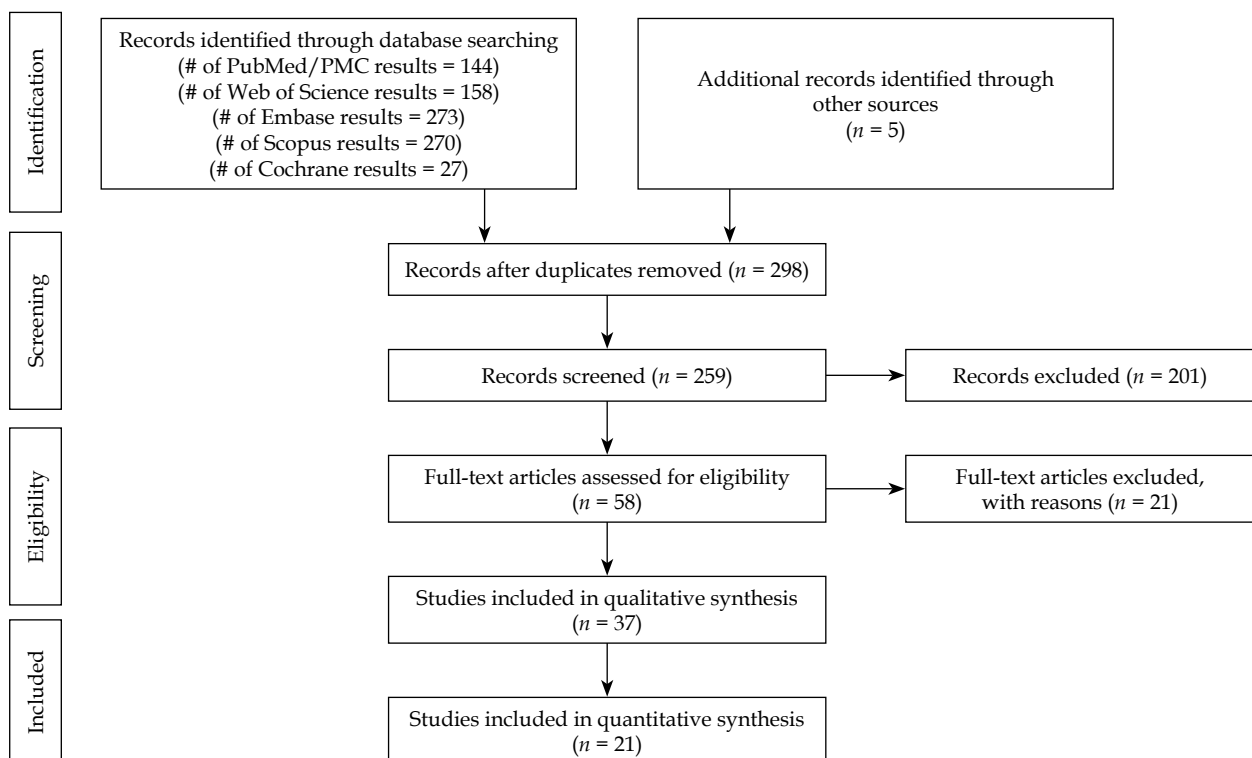 Identification
Records identified through database searching
(# of PubMed/PMC results = 144)
(# of Web of Science results = 158)
(# of Embase results = 273)
(# of Scopus results = 270)
(# of Cochrane results = 27)
Additional records identified through
other sources
(n = 5)
Screening
Records after duplicates removed (n = 298)
Records screened (n = 259)
Records excluded (n = 201)
Eligibility
Full-text articles assessed for eligibility
(n = 58)
Full-text articles excluded,
with reasons (n = 21)
Studies included in qualitative synthesis
(n = 37)
Included
Studies included in quantitative synthesis
(n = 21)